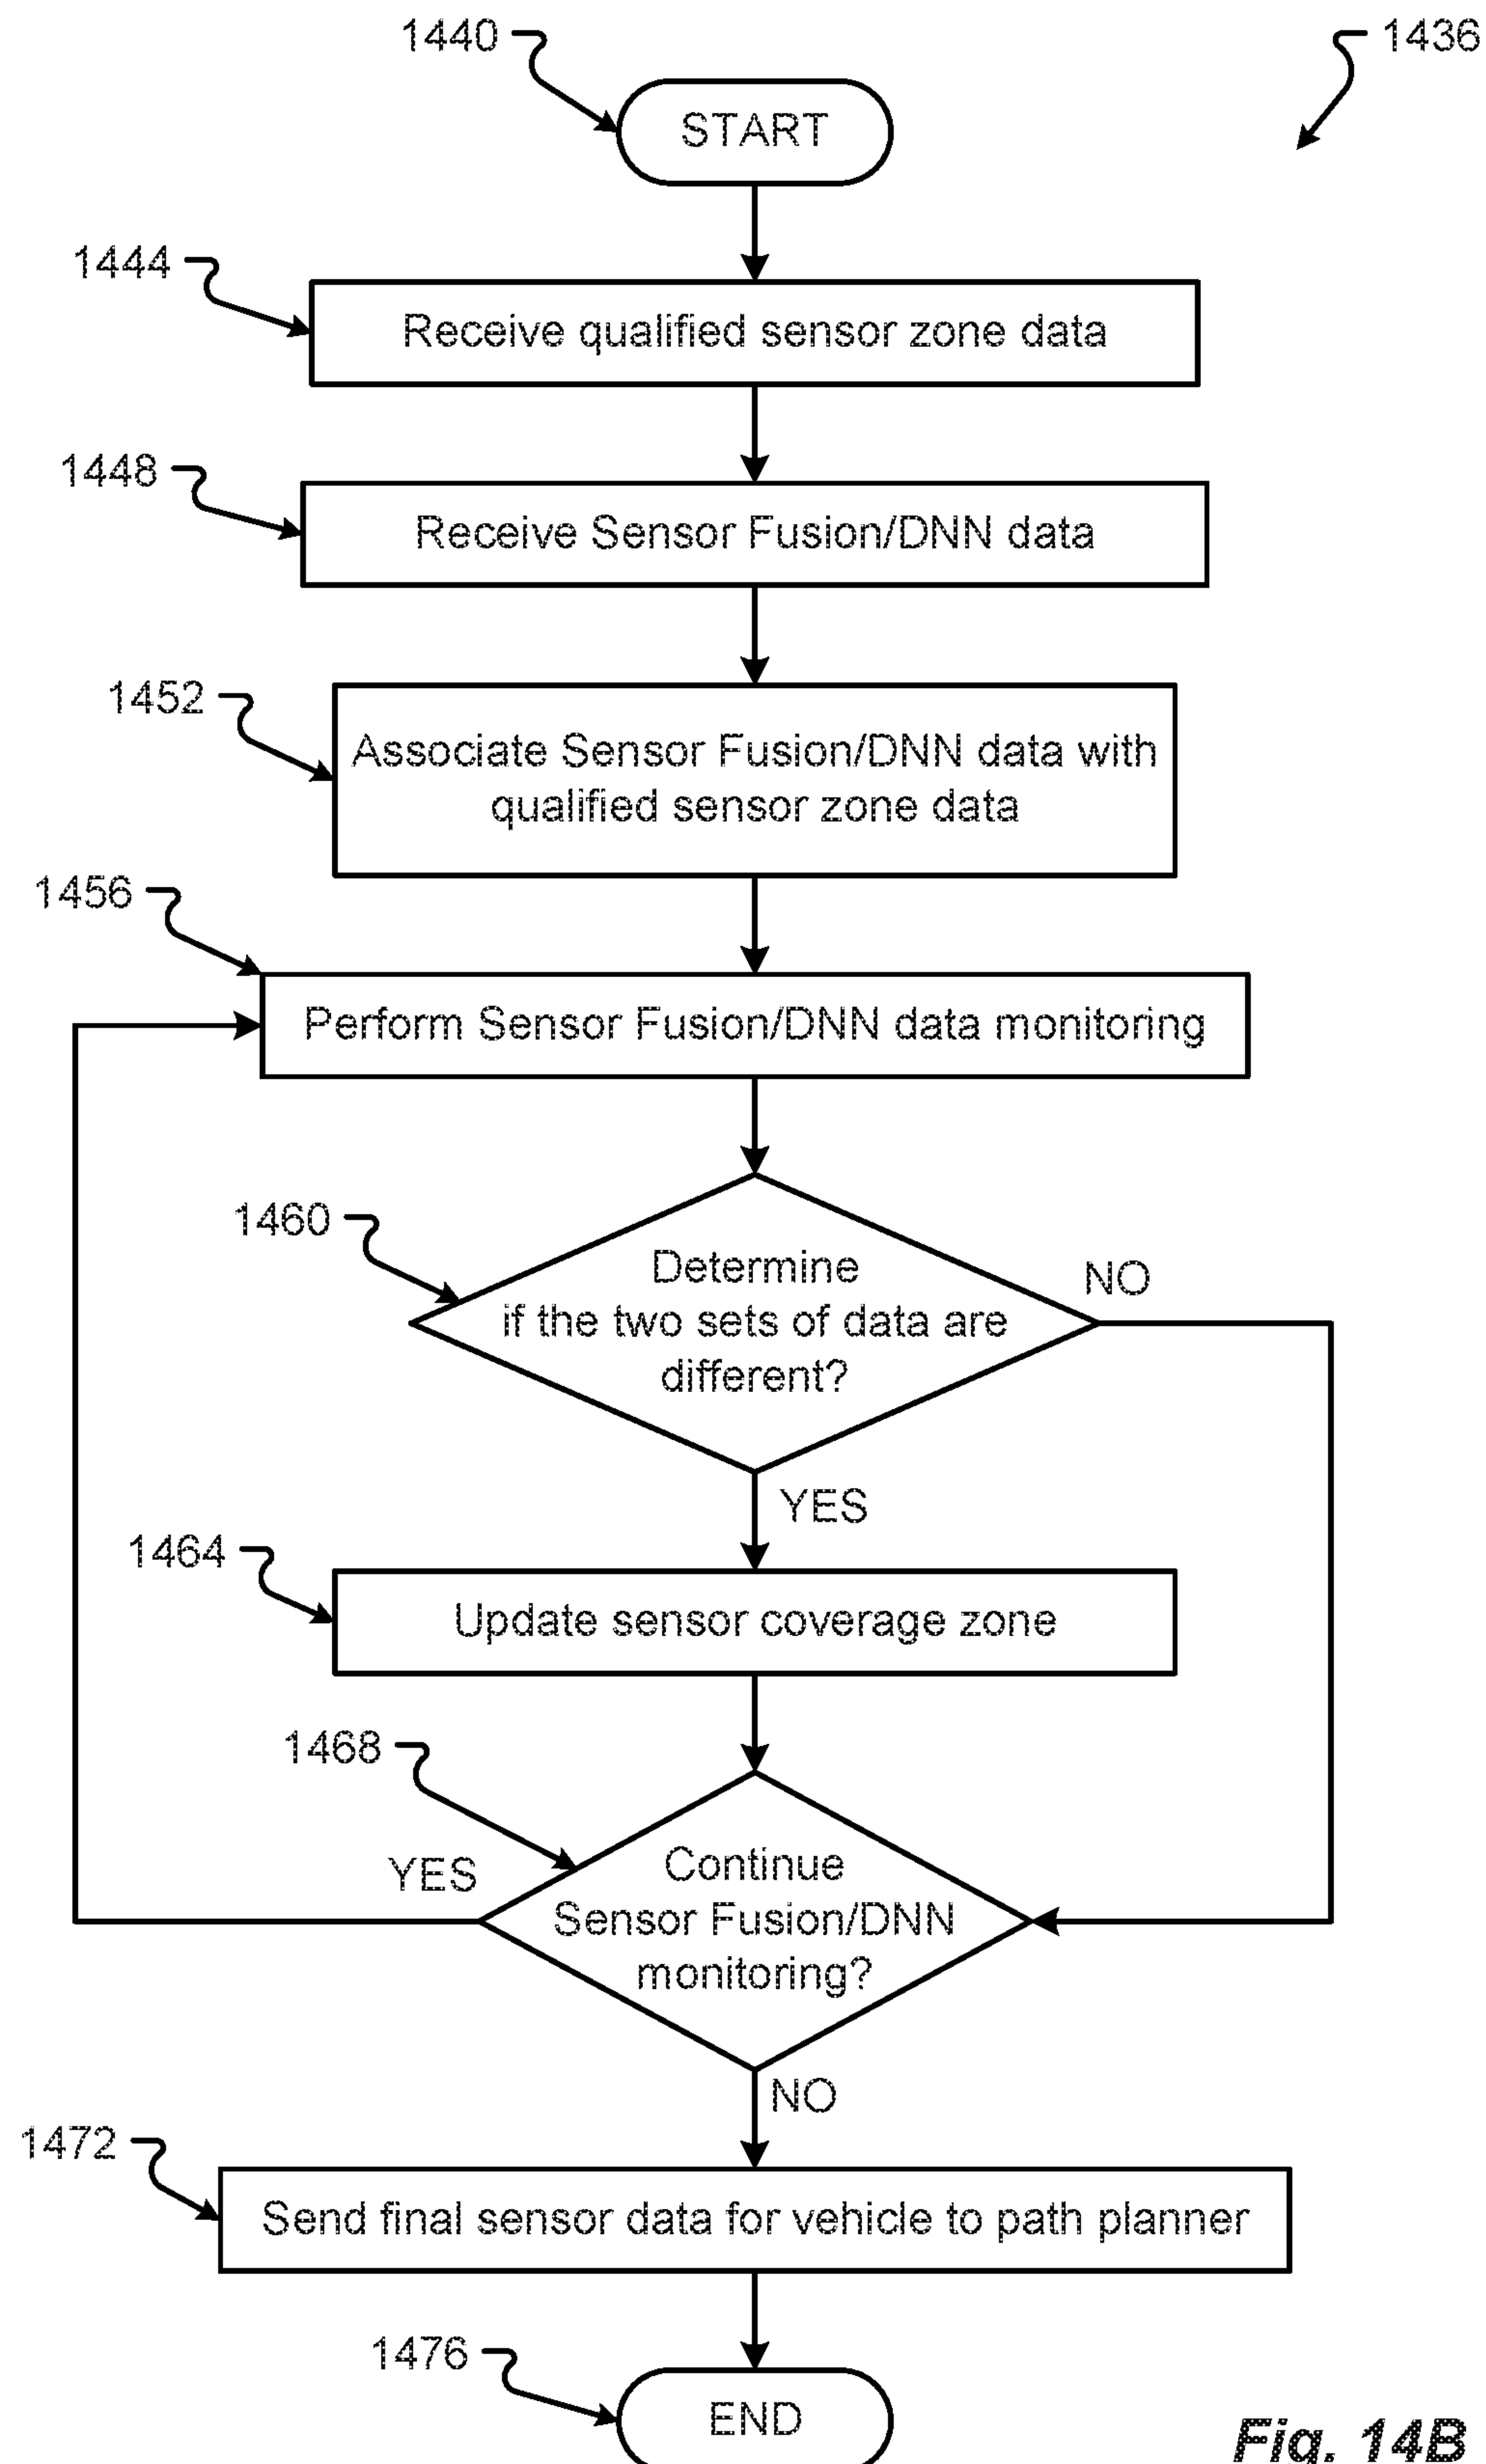 1440
1436
START
1444
Receive qualified sensor zone data
1448
Receive Sensor Fusion/DNN data
1452
Associate Sensor Fusion/DNN data with
qualified sensor zone data
1456
Perform Sensor Fusion/DNN data monitoring
1460
Determine
if the two sets of data are
different?
NO
YES
1464
Update sensor coverage zone
1468
Continue
Sensor Fusion/DNN
monitoring?
YES
NO
1472
Send final sensor data for vehicle to path planner
1476
END
Fig. 14B